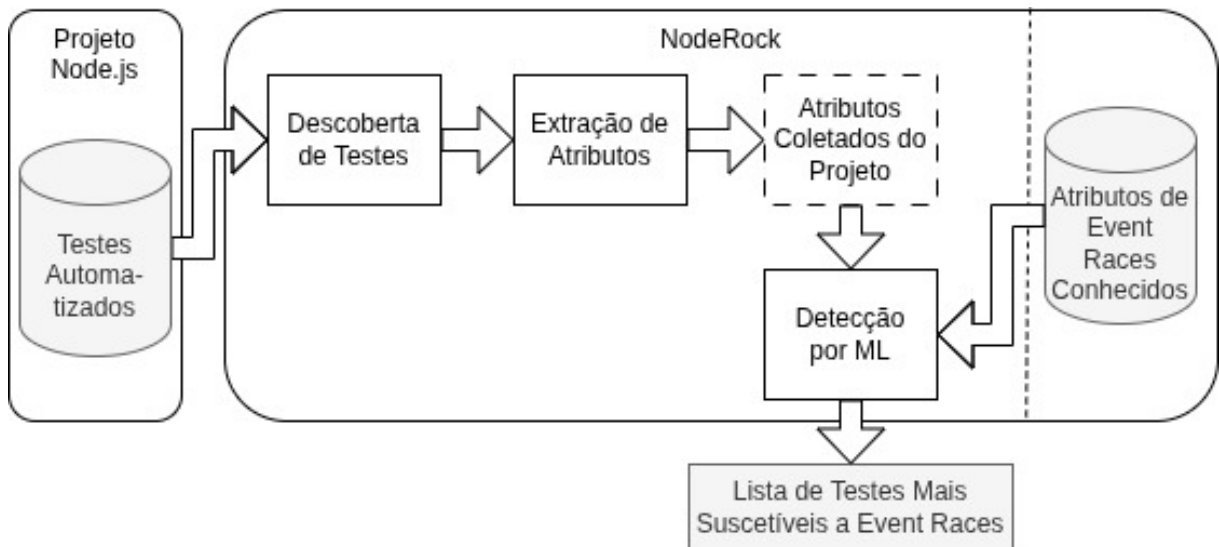 Projeto
Node.js
NodeRock
Testes
Automa-
tizados
Descoberta
de Testes
Extração de
Atributos
Atributos
Coletados do
Projeto
Atributos de
Event
Races
Conhecidos
Detecção
por ML
Lista de Testes Mais
Suscetíveis a Event Races